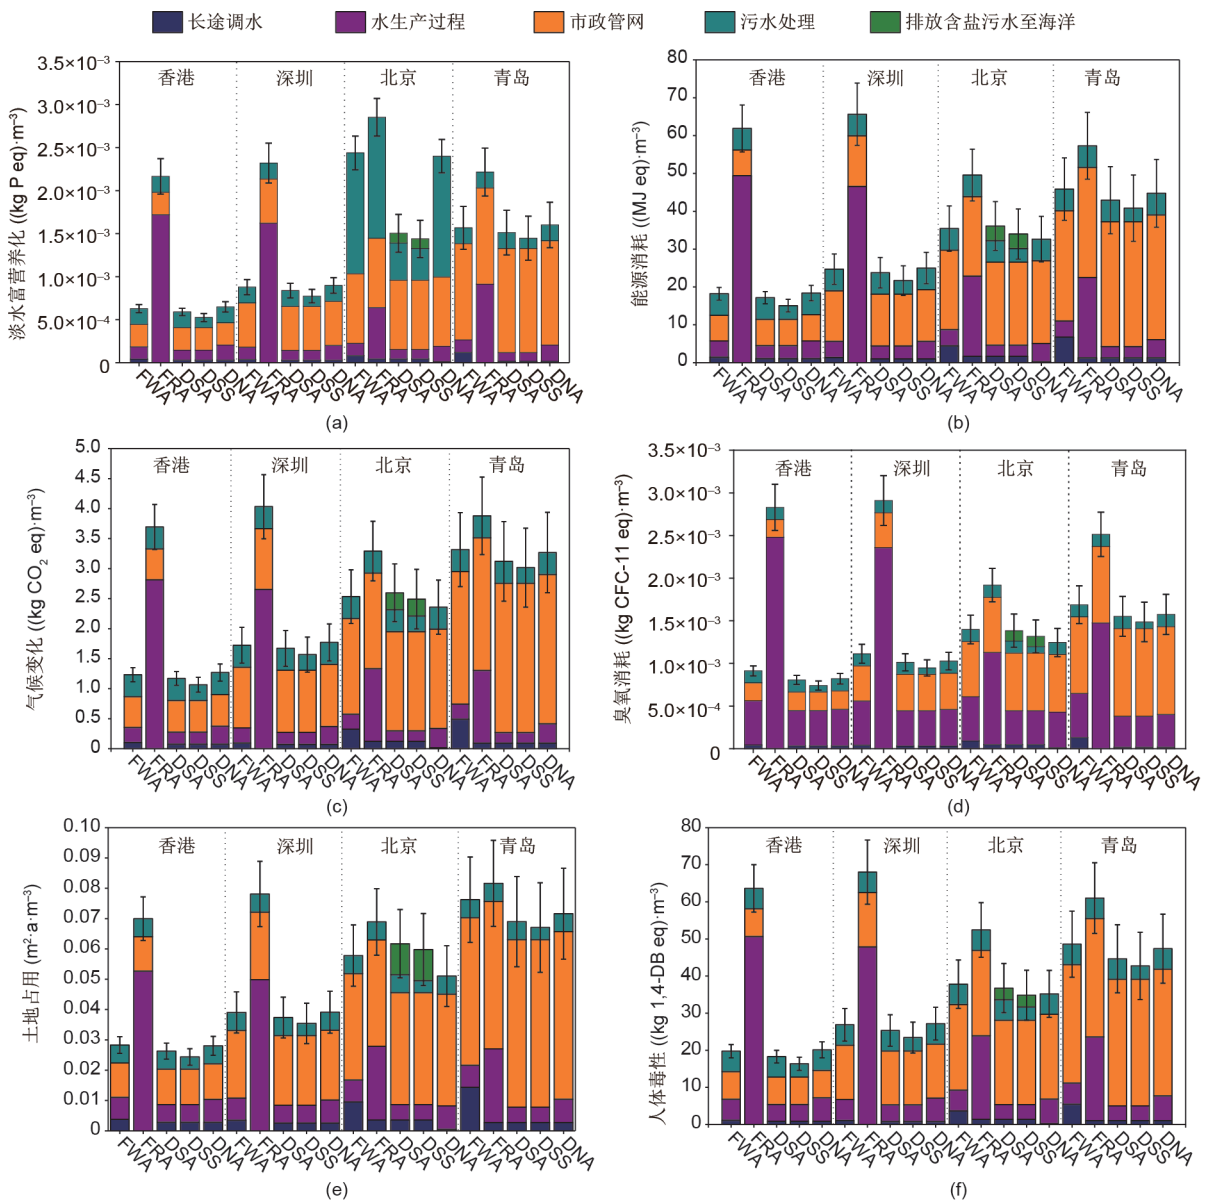 长途调水 水生产过程 市政管网 污水处理 排放含盐污水至海洋
淡水富营养化 ((kg P eq)·m⁻³)
3.5×10⁻³
3.0×10⁻³
2.5×10⁻³
2.0×10⁻³
1.5×10⁻³
1.0×10⁻³
5.0×10⁻⁴
0
香港 深圳 北京 青岛
FWA FRA DSA DSS DNA FWA FRA DSA DSS DNA FWA FRA DSA DSS DNA FWA FRA DSA DSS DNA
(a)
能源消耗 ((MJ eq)·m⁻³)
80
70
60
50
40
30
20
10
0
香港 深圳 北京 青岛
FWA FRA DSA DSS DNA FWA FRA DSA DSS DNA FWA FRA DSA DSS DNA FWA FRA DSA DSS DNA
(b)
气候变化 ((kg CO₂ eq)·m⁻³)
5.0
4.5
4.0
3.5
3.0
2.5
2.0
1.5
1.0
0.5
0
香港 深圳 北京 青岛
FWA FRA DSA DSS DNA FWA FRA DSA DSS DNA FWA FRA DSA DSS DNA FWA FRA DSA DSS DNA
(c)
臭氧消耗 ((kg CFC-11 eq)·m⁻³)
3.5×10⁻³
3.0×10⁻³
2.5×10⁻³
2.0×10⁻³
1.5×10⁻³
1.0×10⁻³
5.0×10⁻⁴
0
香港 深圳 北京 青岛
FWA FRA DSA DSS DNA FWA FRA DSA DSS DNA FWA FRA DSA DSS DNA FWA FRA DSA DSS DNA
(d)
土地占用 (m²·a·m⁻³)
0.10
0.09
0.08
0.07
0.06
0.05
0.04
0.03
0.02
0.01
0
香港 深圳 北京 青岛
FWA FRA DSA DSS DNA FWA FRA DSA DSS DNA FWA FRA DSA DSS DNA FWA FRA DSA DSS DNA
(e)
人体毒性 ((kg 1,4-DB eq)·m⁻³)
80
70
60
50
40
30
20
10
0
香港 深圳 北京 青岛
FWA FRA DSA DSS DNA FWA FRA DSA DSS DNA FWA FRA DSA DSS DNA FWA FRA DSA DSS DNA
(f)